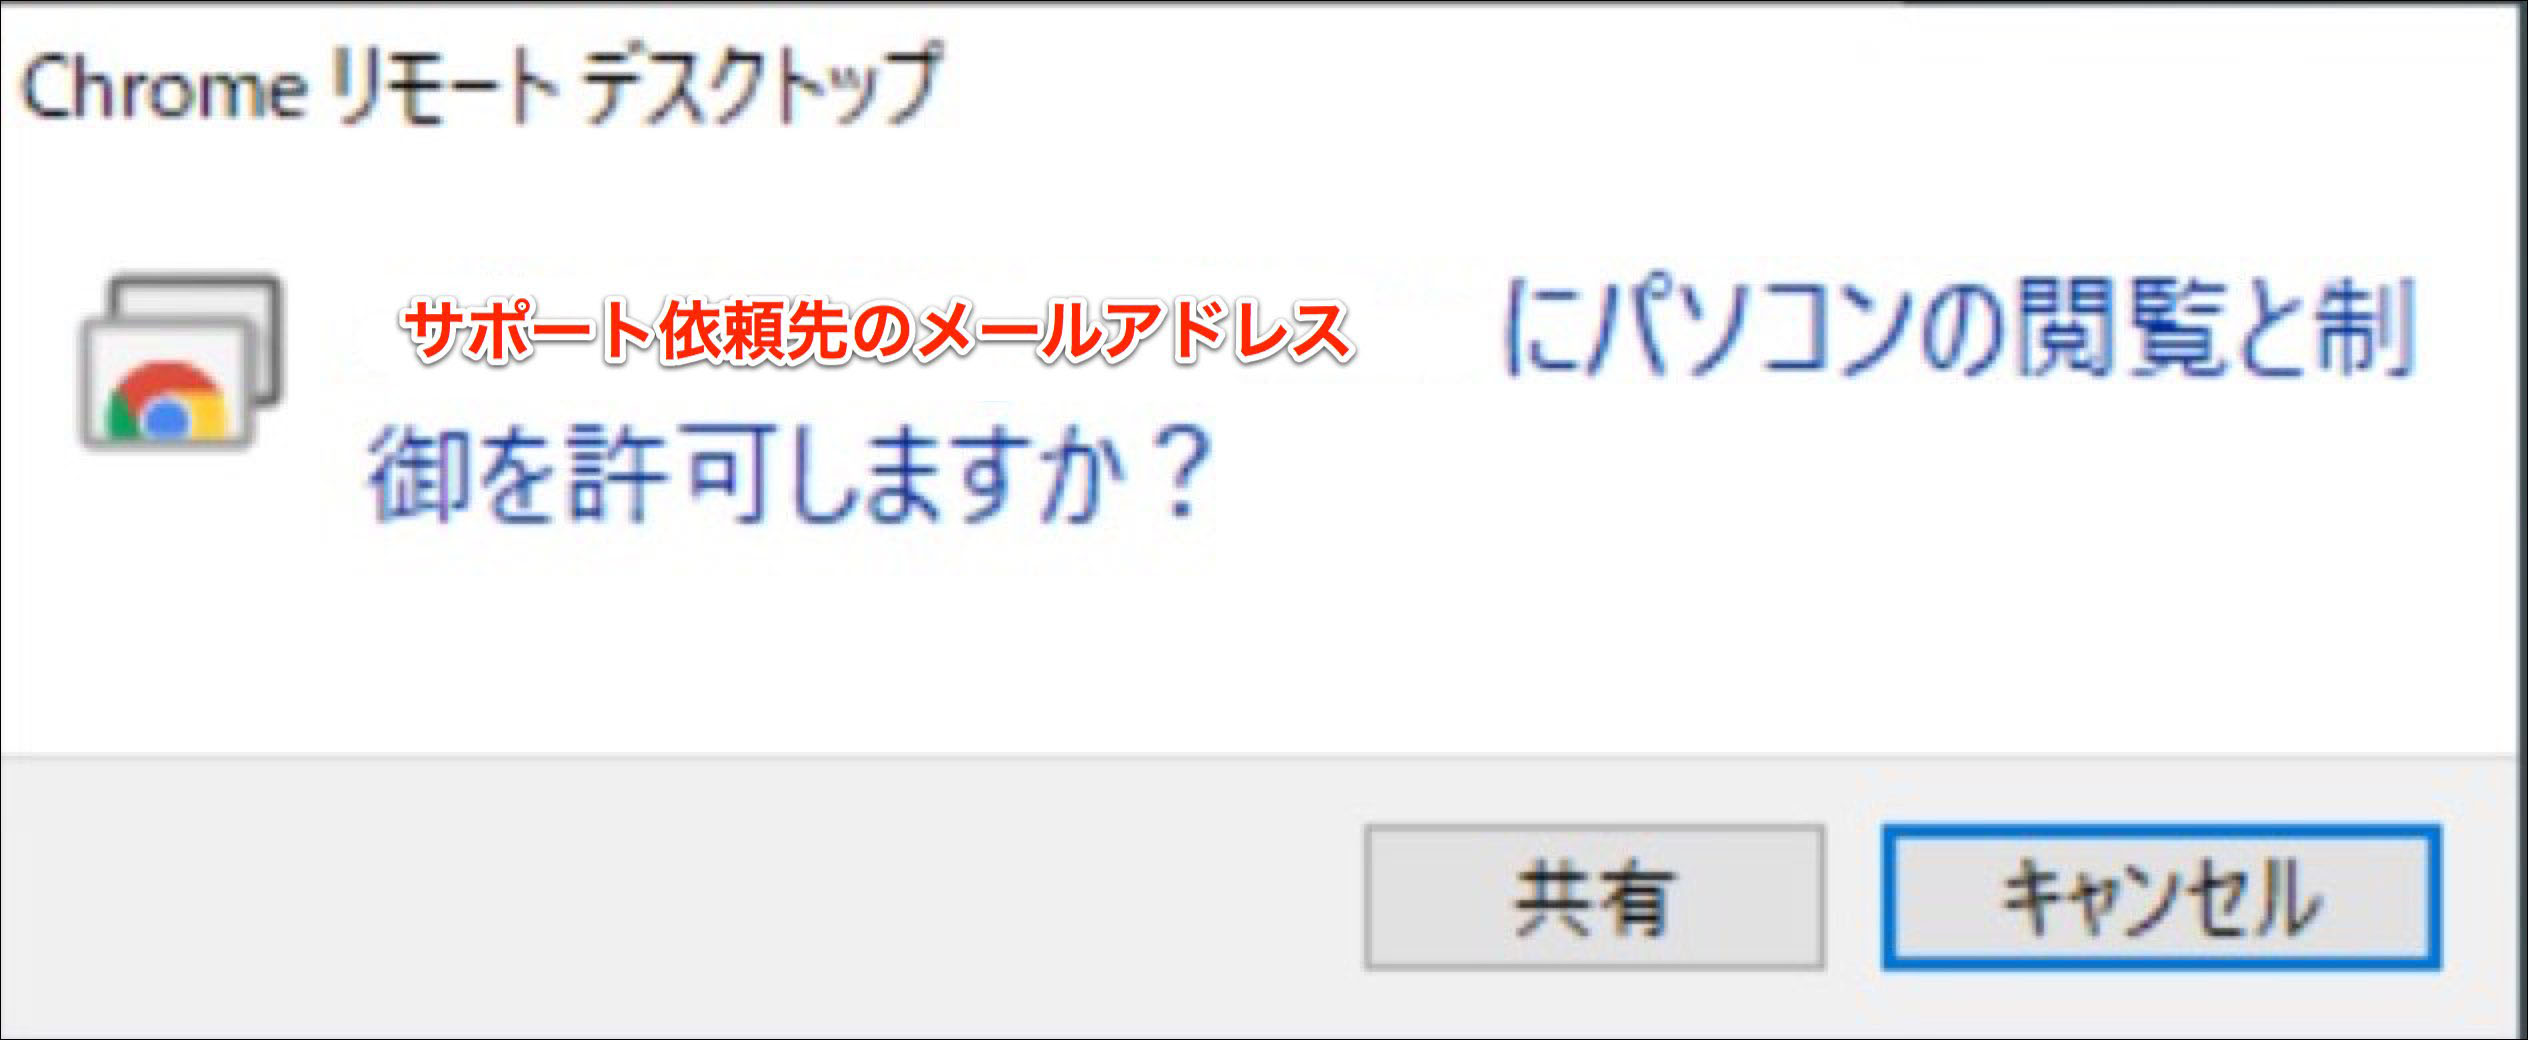 Chrome リモート デスクトップ
サポート依頼先のメールアドレス にパソコンの閲覧と制
御を許可しますか？
共有 キャンセル